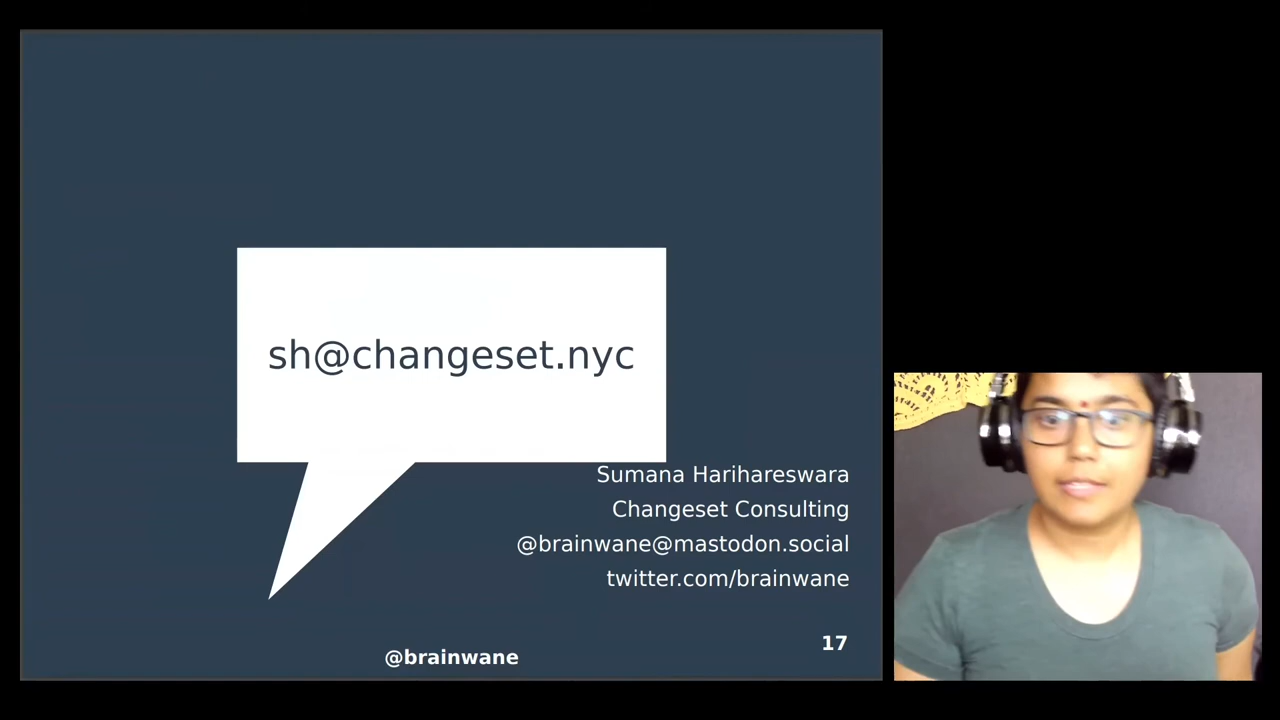 sh@changeset.nyc
Sumana Harihareswara
Changeset Consulting
@brainwane@mastodon.social
twitter.com/brainwane
17
@brainwane